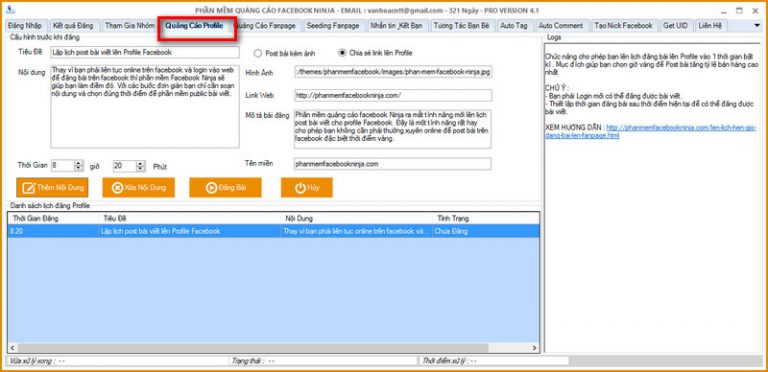 PHẦN MỀM QUẢNG CÁO FACEBOOK NINJA - EMAIL : vanhoacntt@gmail.com - 321 Ngày - PRO VERSION 4.1
Đăng Nhập Kết quả Đăng Tham Gia Nhóm Quảng Cáo Profile Quảng Cáo Fanpage Seeding Fanpage Nhắn tin _Kết Bạn Tương Tác Bạn Bè Auto Tag Auto Comment Tạo Nick Facebook Get UID Liên Hệ
Cấu hình trước khi đăng
Tiêu Đề Lập lịch post bài viết lên Profile Facebook
Nội dung
Thay vì bạn phải liên tục online trên facebook và login vào web
để đăng bài trên facebook thì phần mềm Facebook Ninja sẽ
giúp bạn làm điểm đó. Với các bước đơn giản bạn chỉ cần soạn
nội dung và chọn đúng thời điểm để phần mềm public bài viết.
Thời Gian 8 giờ 20 Phút
Post bài kèm ảnh Chia sẻ link lên Profile
Hình Ảnh :/themes/phanmemfacebook/images/phan-mem-facebook-ninja.jpg
Link Web http://phanmemfacebookninja.com/
Mô tả bài đăng
Phần mềm quảng cáo facebook Ninja ra mắt tính năng mới lên lịch
post bài viết cho profile Facebook. Đây là một tính năng rất hay
cho phép bạn không cần phải thường xuyên online để post bài trên
facebook đặc biệt thời điểm vàng.
Tên miền phanmemfacebookninja.com
Thêm Nội Dung Xóa Nội Dung Đăng Bài Hủy
Danh sách lịch đăng Profile
Thời Gian Đăng Tiêu Đề Nội Dung Tình Trạng
8:20 Lập lịch post bài viết lên Profile Facebook Thay vì bạn phải liên tục online trên facebook và... Chưa Đăng
Logs
Chức năng cho phép bạn lên lịch đăng bài lên Profile vào 1 thời gian bất
kì . Mục đích giúp bạn chọn giờ vàng để Post bài tăng tỷ lệ bán hàng cao
nhất
CHÚ Ý :
- Bạn phải Login mới có thể đăng được bài viết.
- Thiết lập thời gian đăng bài sau thời điểm hiện tại để có thể đăng được
bài viết.
XEM HƯỚNG DẪN : http://phanmemfacebookninja.com/len-lich-hen-gio-
dang-bai-len-fanpage.html
Vừa xử lý xong : -- Trạng thái : -- Thời điểm xử lý : --